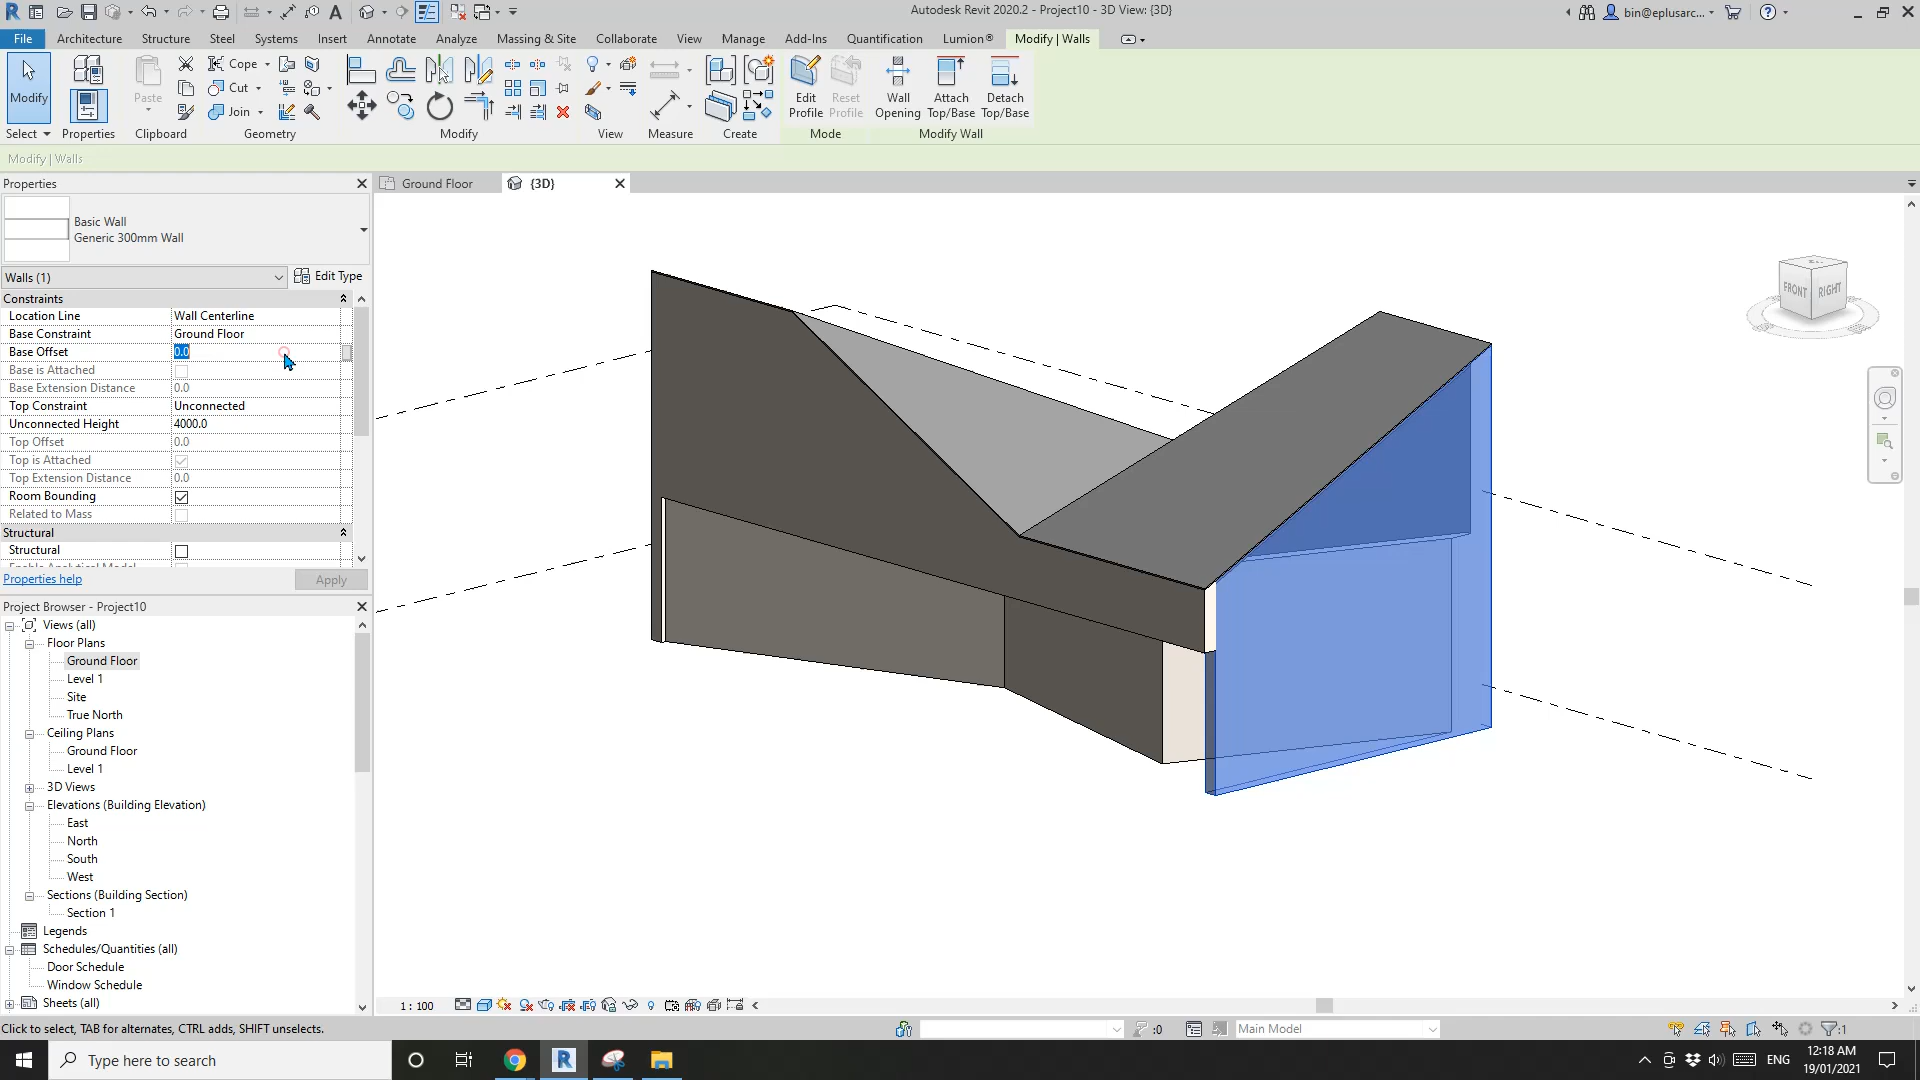 Autodesk Revit 2020.2 - Project10 - 3D View: {3D}
bin@eplusarc...
File Architecture Structure Steel Systems Insert Annotate Analyze Massing & Site Collaborate View Manage Add-Ins Quantification Lumion® Modify | Walls
Modify
Paste
Cope
Cut
Join
Edit Profile
Reset Profile
Wall Opening
Attach Top/Base
Detach Top/Base
Select Properties Clipboard Geometry Modify View Measure Create Mode Modify Wall
Modify | Walls
Properties
Ground Floor
{3D}
Basic Wall
Generic 300mm Wall
Walls (1)
Edit Type
Constraints
Location Line Wall Centerline
Base Constraint Ground Floor
Base Offset 0.0
Base is Attached
Base Extension Distance 0.0
Top Constraint Unconnected
Unconnected Height 4000.0
Top Offset 0.0
Top is Attached
Top Extension Distance 0.0
Room Bounding
Related to Mass
Structural
Structural
Enable Analytical Model
Properties help
Apply
FRONT
RIGHT
Project Browser - Project10
Views (all)
Floor Plans
Ground Floor
Level 1
Site
True North
Ceiling Plans
Ground Floor
Level 1
3D Views
Elevations (Building Elevation)
East
North
South
West
Sections (Building Section)
Section 1
Legends
Schedules/Quantities (all)
Door Schedule
Window Schedule
Sheets (all)
1 : 100
Click to select, TAB for alternates, CTRL adds, SHIFT unselects.
:0
Main Model
:1
Type here to search
ENG
12:18 AM
19/01/2021